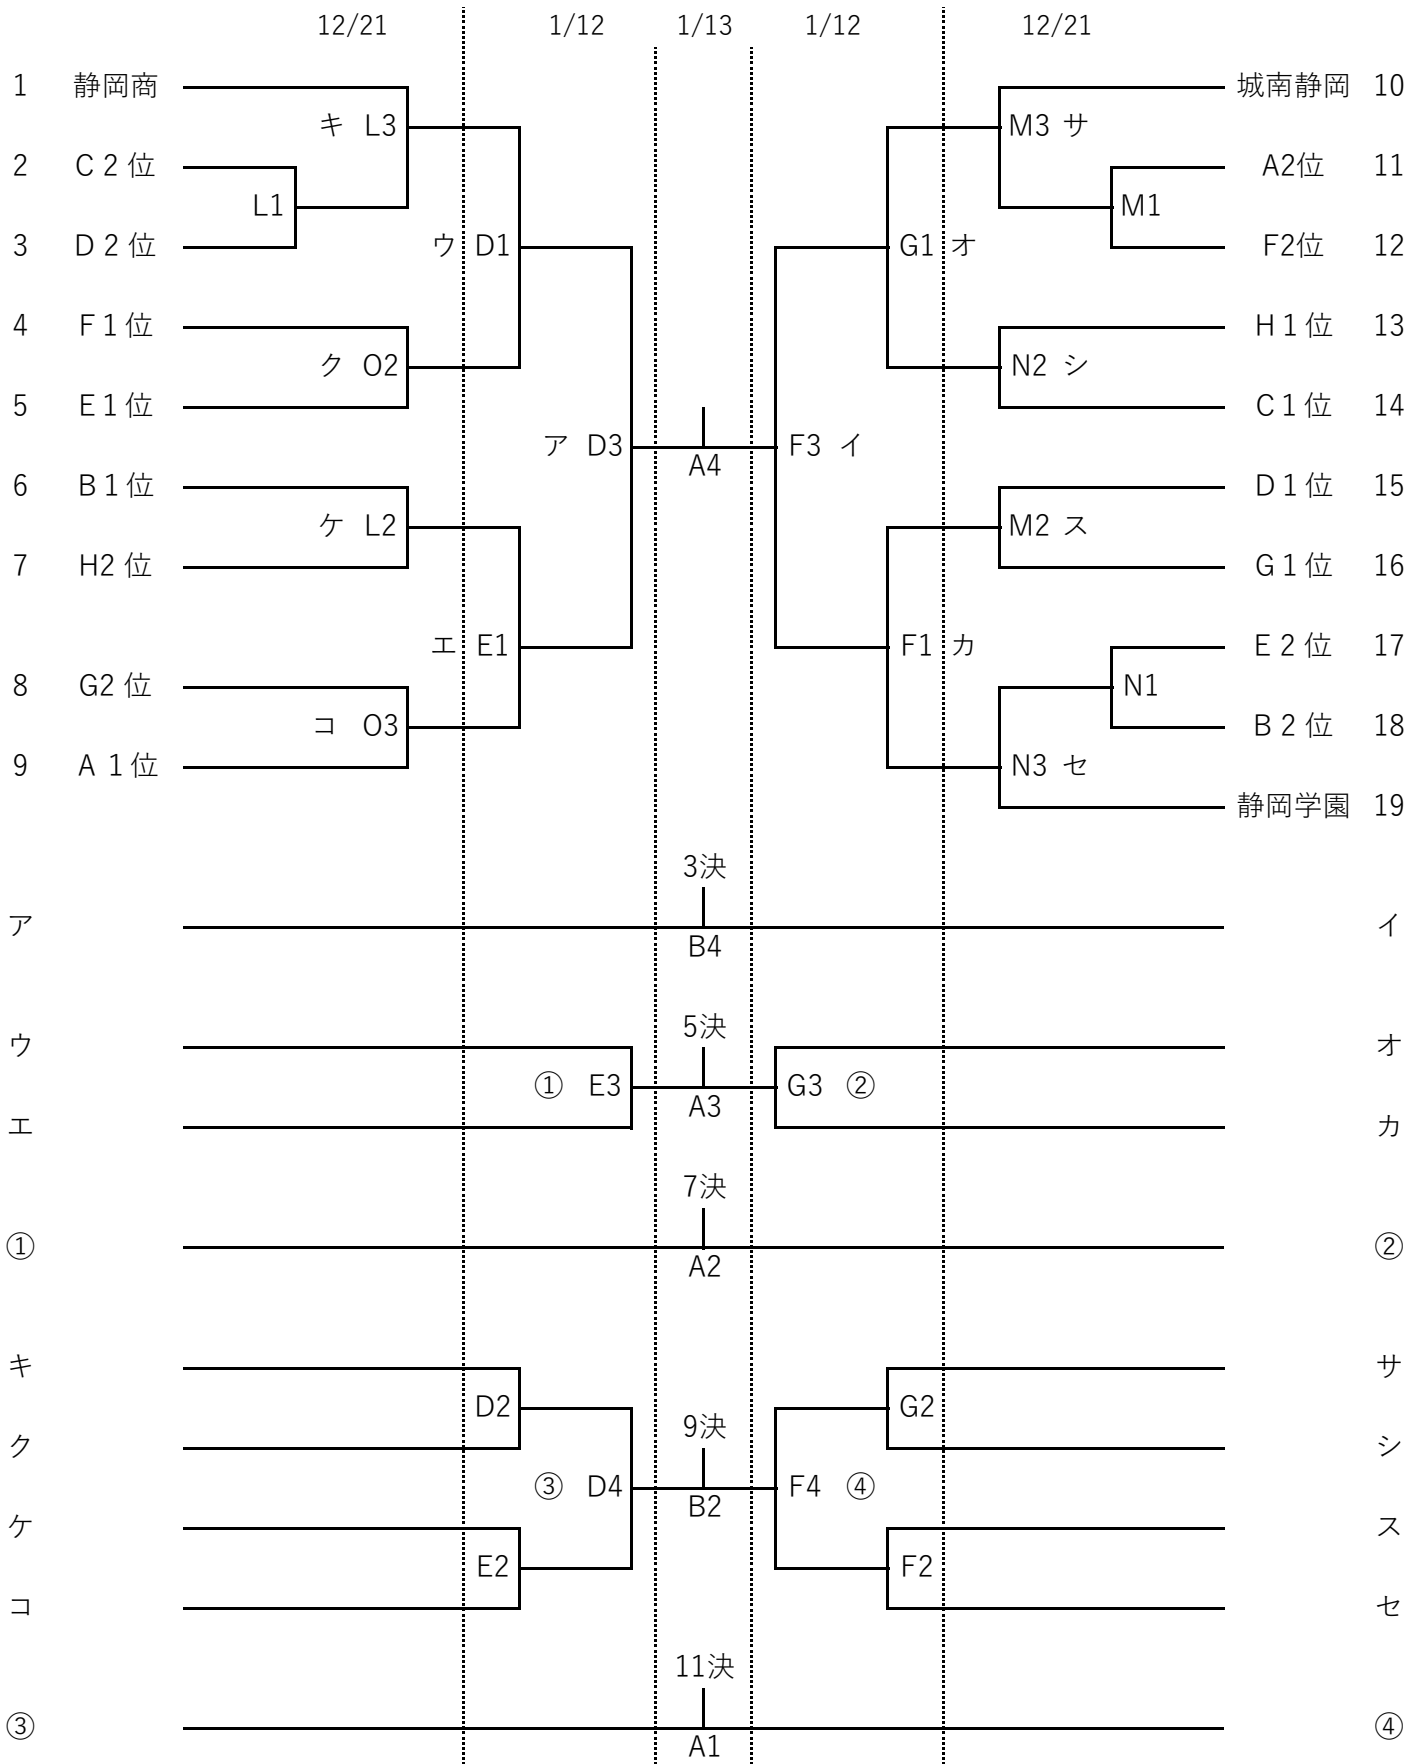 12/21 1/12 1/13 1/12 12/21
1 静岡商 城南静岡 10
キ L3 M3 サ
2 C 2 位 A2位 11
L1 M1
3 D 2 位 ウ D1 G1 オ F2位 12
4 F 1 位 H 1 位 13
ク O2 N2 シ
5 E 1 位 C 1 位 14
ア D3 A4 F3 イ
6 B 1 位 D 1 位 15
ケ L2 M2 ス
7 H2 位 G 1 位 16
エ E1 F1 カ E 2 位 17
8 G2 位 N1
コ O3 B 2 位 18
9 A 1 位 N3 セ
静岡学園 19
3決
ア イ
B4
5決
ウ オ
① E3 A3 G3 ②
エ カ
7決
① ②
A2
キ サ
D2 G2
9決
ク シ
③ D4 B2 F4 ④
ケ ス
E2 F2
コ セ
11決
③ ④
A1